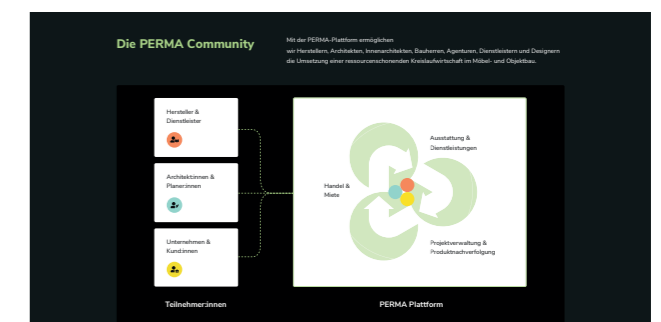 Die PERMA Community
Mit der PERMA-Plattform ermöglichen
wir Herstellern, Architekten, Innenarchitekten, Bauherren, Agenturen, Dienstleistern und Designern
die Umsetzung einer ressourcenschonenden Kreislaufwirtschaft im Möbel- und Objektbau.
Hersteller &
Dienstleister
Architekt:innen &
Planer:innen
Unternehmen &
Kund:innen
Ausstattung &
Dienstleistungen
Handel &
Miete
Projektverwaltung &
Produktnachverfolgung
Teilnehmer:innen
PERMA Plattform